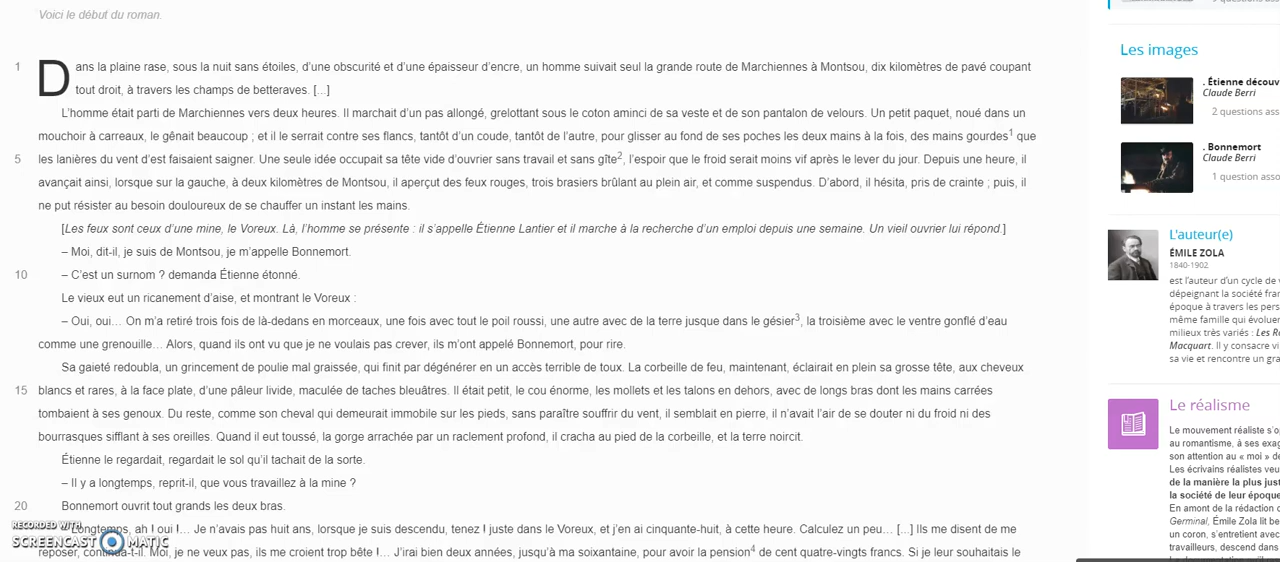 Voici le début du roman.
1 Dans la plaine rase, sous la nuit sans étoiles, d'une obscurité et d'une épaisseur d'encre, un homme suivait seul la grande route de Marchiennes à Montsou, dix kilomètres de pavé coupant
tout droit, à travers les champs de betteraves. [...]
L'homme était parti de Marchiennes vers deux heures. Il marchait d'un pas allongé, grelottant sous le coton aminci de sa veste et de son pantalon de velours. Un petit paquet, noué dans un
mouchoir à carreaux, le gênait beaucoup ; et il le serrait contre ses flancs, tantôt d'un coude, tantôt de l'autre, pour glisser au fond de ses poches les deux mains à la fois, des mains gourdes1 que
5 les lanières du vent d'est faisaient saigner. Une seule idée occupait sa tête vide d'ouvrier sans travail et sans gîte2, l'espoir que le froid serait moins vif après le lever du jour. Depuis une heure, il
avançait ainsi, lorsque sur la gauche, à deux kilomètres de Montsou, il aperçut des feux rouges, trois brasiers brûlant au plein air, et comme suspendus. D'abord, il hésita, pris de crainte ; puis, il
ne put résister au besoin douloureux de se chauffer un instant les mains.
[Les feux sont ceux d'une mine, le Voreux. Là, l'homme se présente : il s'appelle Étienne Lantier et il marche à la recherche d'un emploi depuis une semaine. Un vieil ouvrier lui répond.]
– Moi, dit-il, je suis de Montsou, je m'appelle Bonnemort.
10 – C'est un surnom ? demanda Étienne étonné.
Le vieux eut un ricanement d'aise, et montrant le Voreux :
– Oui, oui… On m'a retiré trois fois de là-dedans en morceaux, une fois avec tout le poil roussi, une autre avec de la terre jusque dans le gésier3, la troisième avec le ventre gonflé d'eau
comme une grenouille… Alors, quand ils ont vu que je ne voulais pas crever, ils m'ont appelé Bonnemort, pour rire.
Sa gaieté redoubla, un grincement de poulie mal graissée, qui finit par dégénérer en un accès terrible de toux. La corbeille de feu, maintenant, éclairait en plein sa grosse tête, aux cheveux
15 blancs et rares, à la face plate, d'une pâleur livide, maculée de taches bleuâtres. Il était petit, le cou énorme, les mollets et les talons en dehors, avec de longs bras dont les mains carrées
tombaient à ses genoux. Du reste, comme son cheval qui demeurait immobile sur les pieds, sans paraître souffrir du vent, il semblait en pierre, il n'avait l'air de se douter ni du froid ni des
bourrasques sifflant à ses oreilles. Quand il eut toussé, la gorge arrachée par un raclement profond, il cracha au pied de la corbeille, et la terre noircit.
Étienne le regardait, regardait le sol qu'il tachait de la sorte.
– Il y a longtemps, reprit-il, que vous travaillez à la mine ?
20 Bonnemort ouvrit tout grands les deux bras.
Longtemps, ah ! oui !… Je n'avais pas huit ans, lorsque je suis descendu, tenez ! juste dans le Voreux, et j'en ai cinquante-huit, à cette heure. Calculez un peu… [...] Ils me disent de me
reposer, continua-t-il. Moi, je ne veux pas, ils me croient trop bête !… J'irai bien deux années, jusqu'à ma soixantaine, pour avoir la pension4 de cent quatre-vingts francs. Si je leur souhaitais le
RECORDED WITH
SCREENCAST MATIC
Les images
. Étienne découv
Claude Berri
2 questions ass
. Bonnemort
Claude Berri
1 question asso
L'auteur(e)
ÉMILE ZOLA
1840-1902
est l'auteur d'un cycle de
dépeignant la société fran
époque à travers les pers
même famille qui évoluer
milieux très variés : Les Ro
Macquart. Il y consacre vi
sa vie et rencontre un gra
Le réalisme
Le mouvement réaliste s'op
au romantisme, à ses exag
son attention au « moi » de
Les écrivains réalistes veu
de la manière la plus just
la société de leur époque
En amont de la rédaction d
Germinal, Émile Zola lit be
un coron, s'entretient avec
travailleurs, descend dans